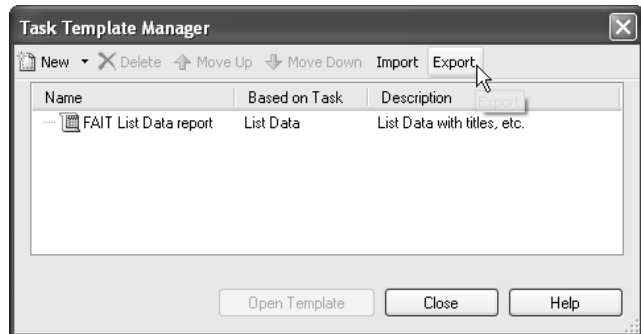 Task Template Manager
New Delete Move Up Move Down Import Export
Export
Name Based on Task Description
FAIT List Data report List Data List Data with titles, etc.
Open Template Close Help